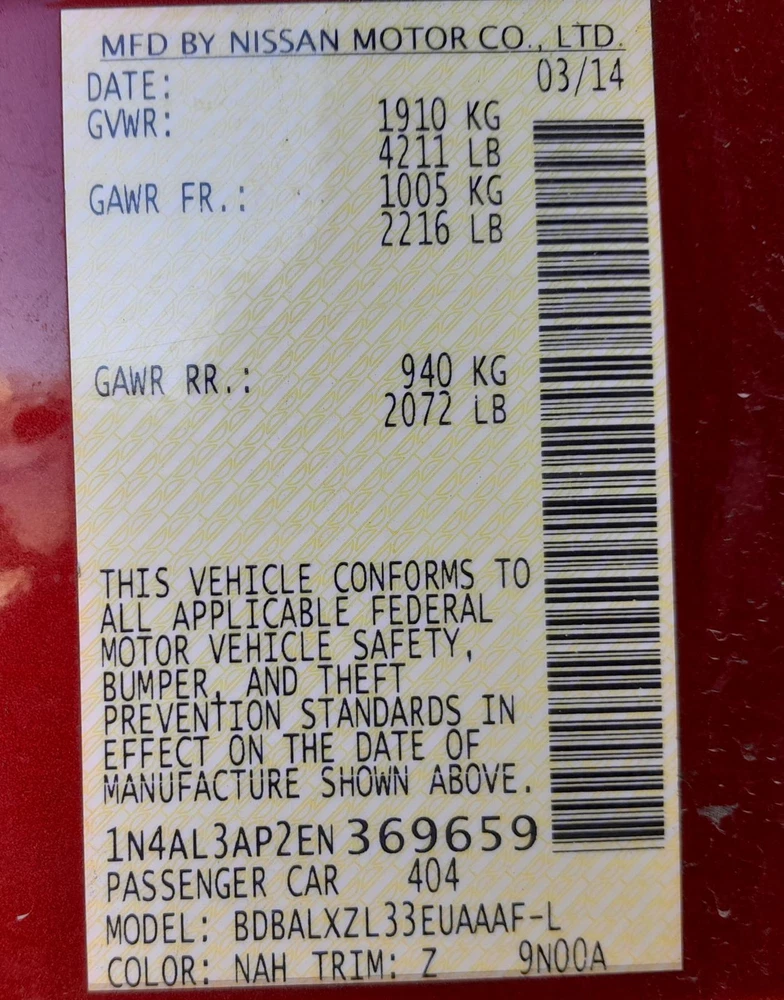 MFD BY NISSAN MOTOR CO., LTD.
DATE: 03/14
GVWR: 1910 KG
4211 LB
GAWR FR.: 1005 KG
2216 LB
GAWR RR.: 940 KG
2072 LB
THIS VEHICLE CONFORMS TO
ALL APPLICABLE FEDERAL
MOTOR VEHICLE SAFETY,
BUMPER, AND THEFT
PREVENTION STANDARDS IN
EFFECT ON THE DATE OF
MANUFACTURE SHOWN ABOVE.
1N4AL3AP2EN 369659
PASSENGER CAR 404
MODEL: BDBALXZL33EUAAAF-L
COLOR: NAH TRIM: Z 9N00A